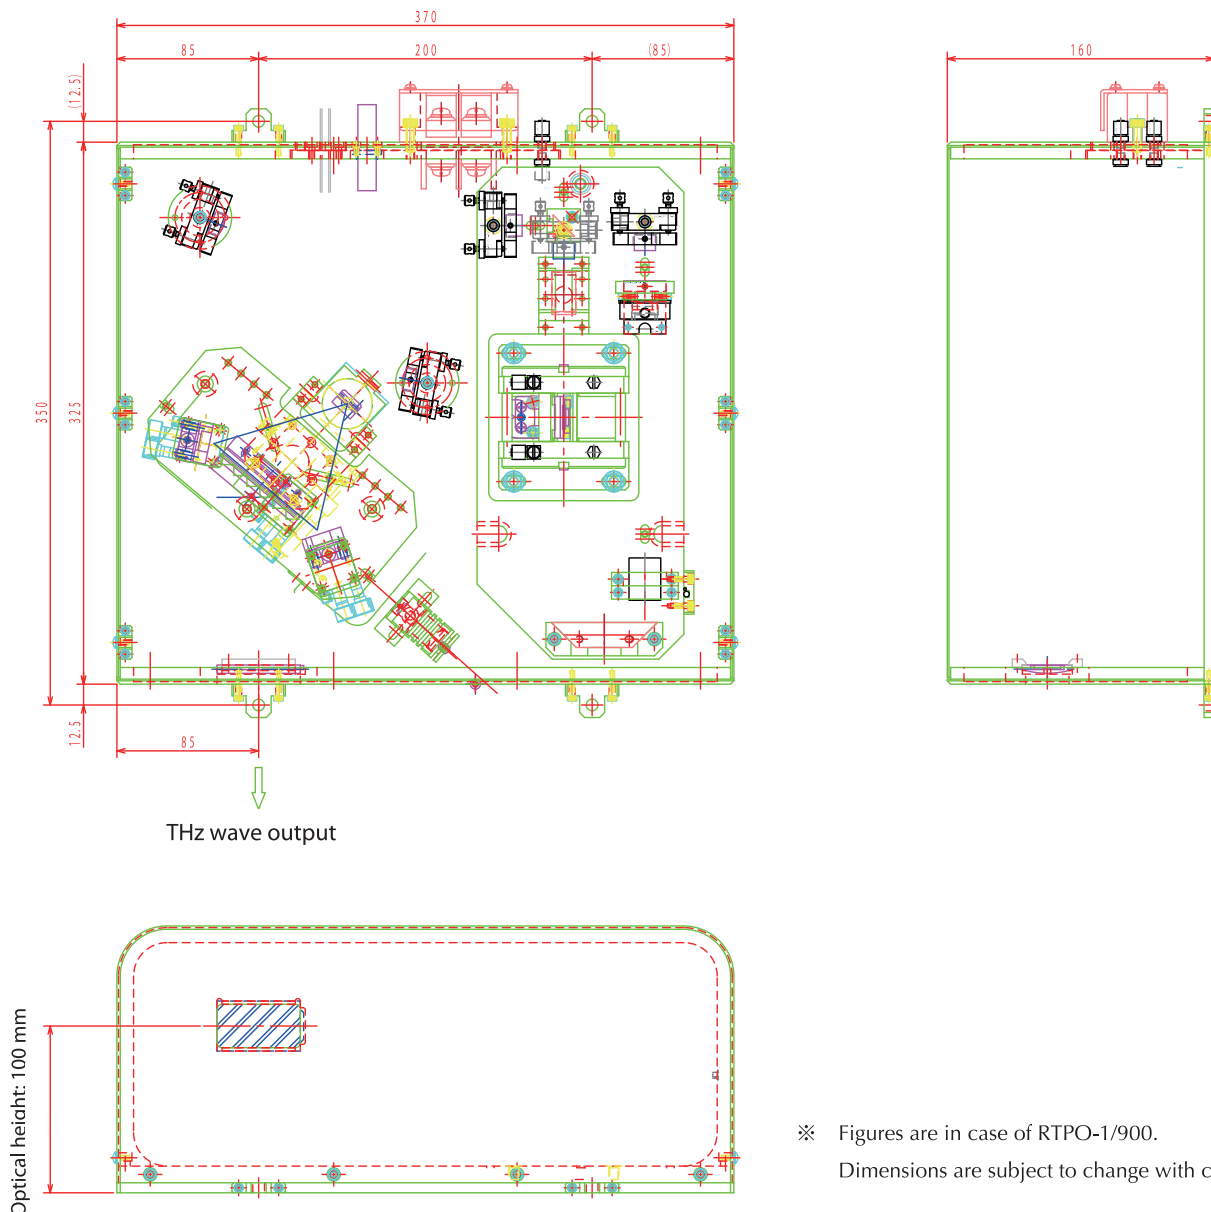 370
85
200
(85)
160
(12.5)
350
325
12.5
85
THz wave output
Optical height: 100 mm
※ Figures are in case of RTPO-1/900.
Dimensions are subject to change with